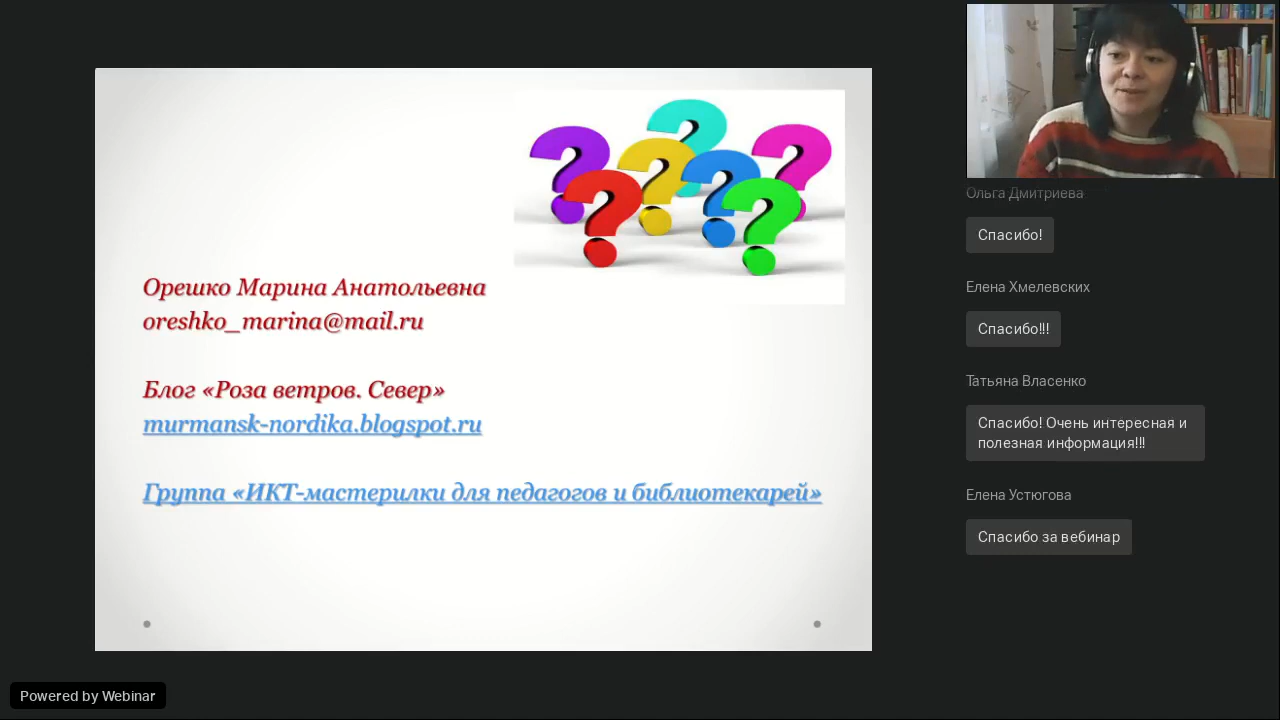 Орешко Марина Анатольевна
oreshko_marina@mail.ru
Блог «Роза ветров. Север»
murmansk-nordika.blogspot.ru
Группа «ИКТ-мастерилки для педагогов и библиотекарей»
Ольга Дмитриева
Спасибо!
Елена Хмелевских
Спасибо!!!
Татьяна Власенко
Спасибо! Очень интересная и
полезная информация!!!
Елена Устюгова
Спасибо за вебинар
Powered by Webinar